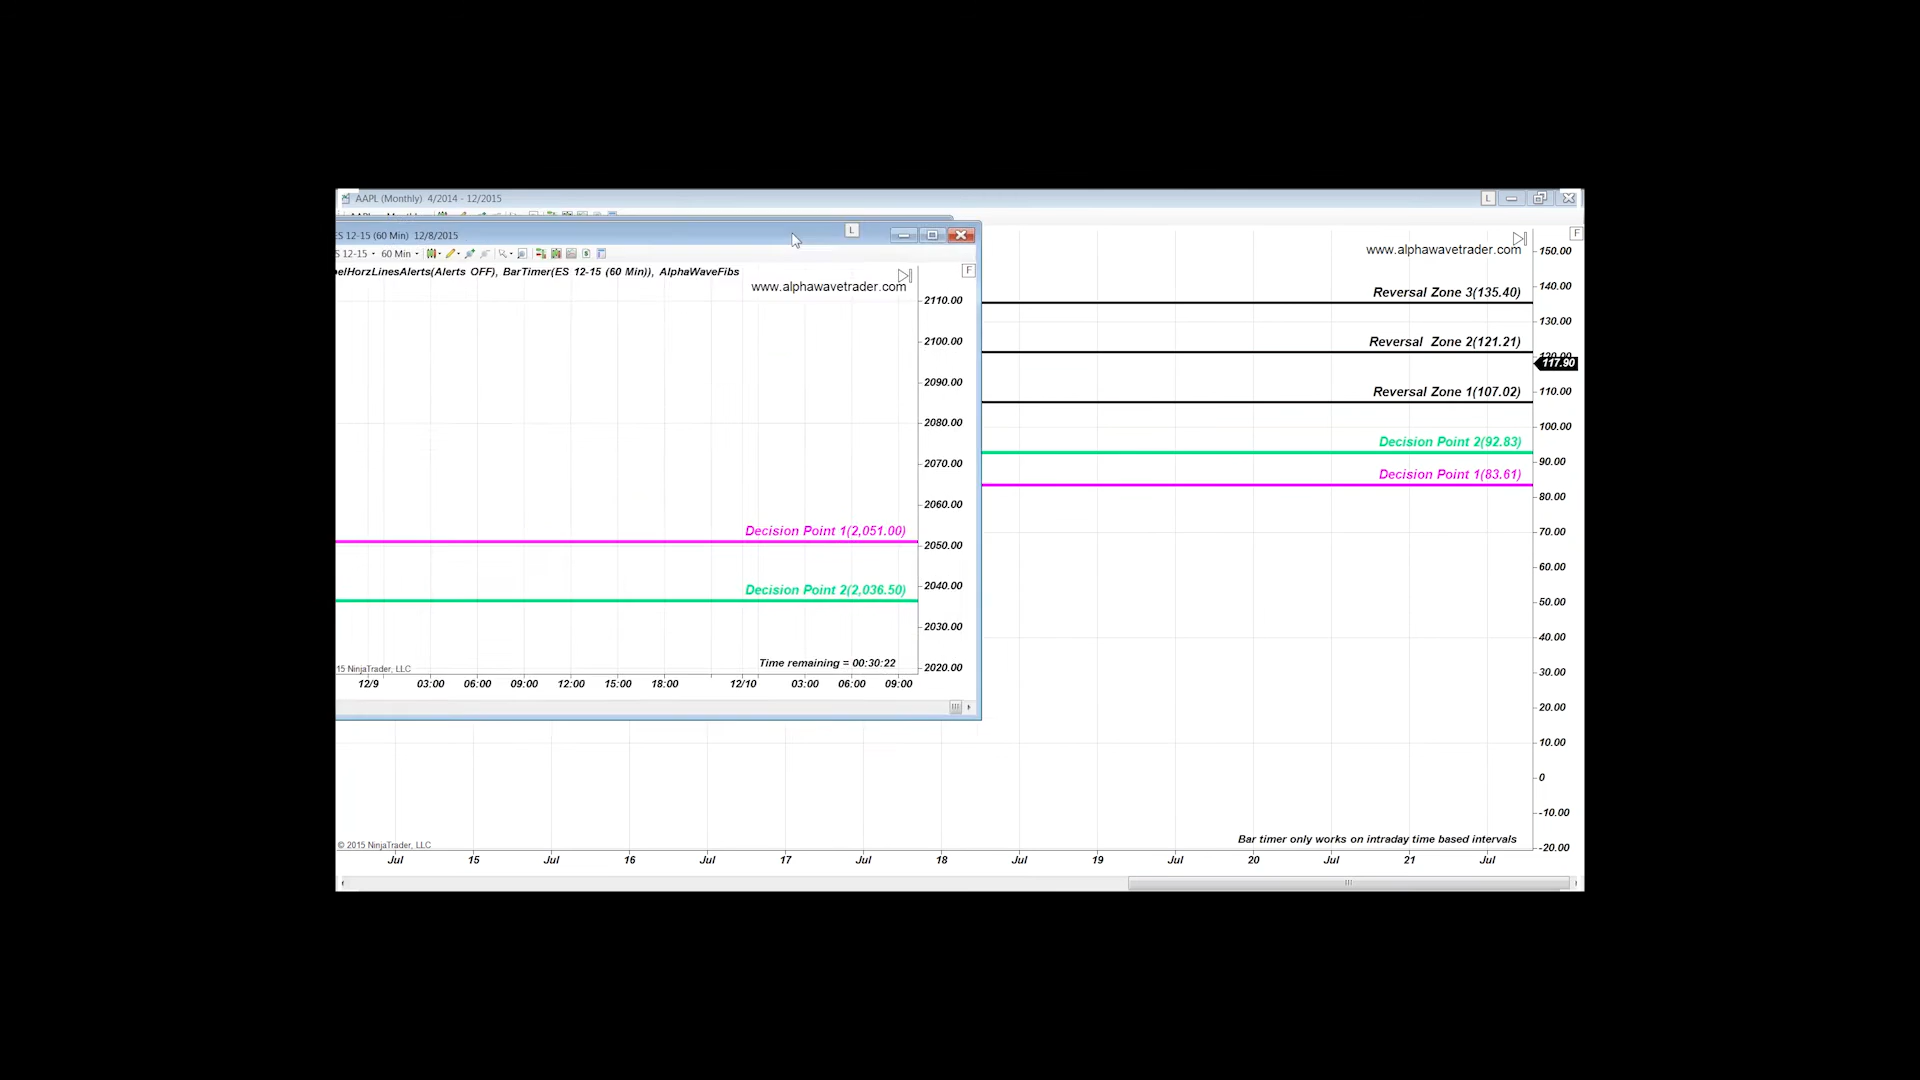 AAPL (Monthly) 4/2014 - 12/2015
L
ES 12-15 (60 Min) 12/8/2015
L
12-15
60 Min
F
(Alerts OFF), BarTimer(ES 12-15 (60 Min)), AlphaWaveFibs
F
www.alphawavetrader.com
2110.00
2100.00
2090.00
2080.00
2070.00
2060.00
2050.00
2040.00
2030.00
2020.00
Decision Point 1(2,051.00)
Decision Point 2(2,036.50)
Time remaining = 00:30:22
15 NinjaTrader, LLC
12/9 03:00 06:00 09:00 12:00 15:00 18:00 12/10 03:00 06:00 09:00
www.alphawavetrader.com
150.00
140.00
130.00
117.90
110.00
100.00
90.00
80.00
70.00
60.00
50.00
40.00
30.00
20.00
10.00
0
-10.00
-20.00
Reversal Zone 3(135.40)
Reversal Zone 2(121.21)
Reversal Zone 1(107.02)
Decision Point 2(92.83)
Decision Point 1(83.61)
Bar timer only works on intraday time based intervals
© 2015 NinjaTrader, LLC
Jul 15 Jul 16 Jul 17 Jul 18 Jul 19 Jul 20 Jul 21 Jul